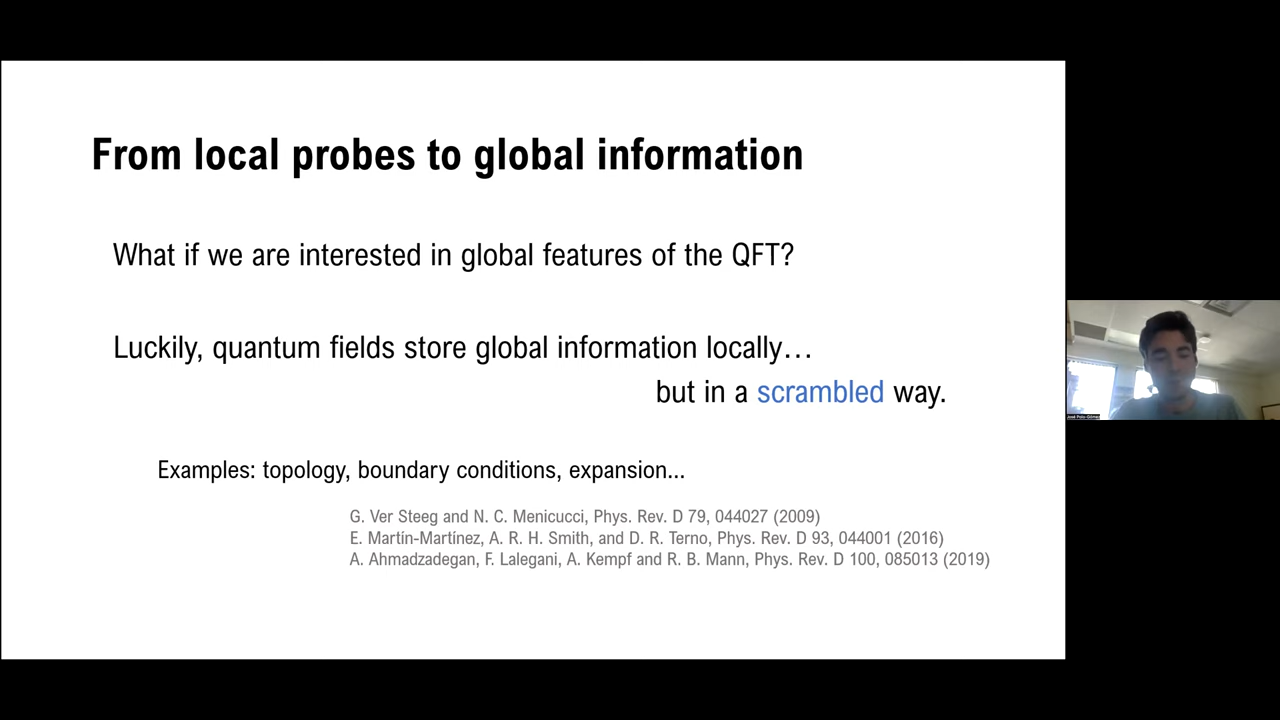 From local probes to global information
What if we are interested in global features of the QFT?
Luckily, quantum fields store global information locally…
but in a scrambled way.
Examples: topology, boundary conditions, expansion...
G. Ver Steeg and N. C. Menicucci, Phys. Rev. D 79, 044027 (2009)
E. Martín-Martínez, A. R. H. Smith, and D. R. Terno, Phys. Rev. D 93, 044001 (2016)
A. Ahmadzadegan, F. Lalegani, A. Kempf and R. B. Mann, Phys. Rev. D 100, 085013 (2019)
José Polo-Gómez